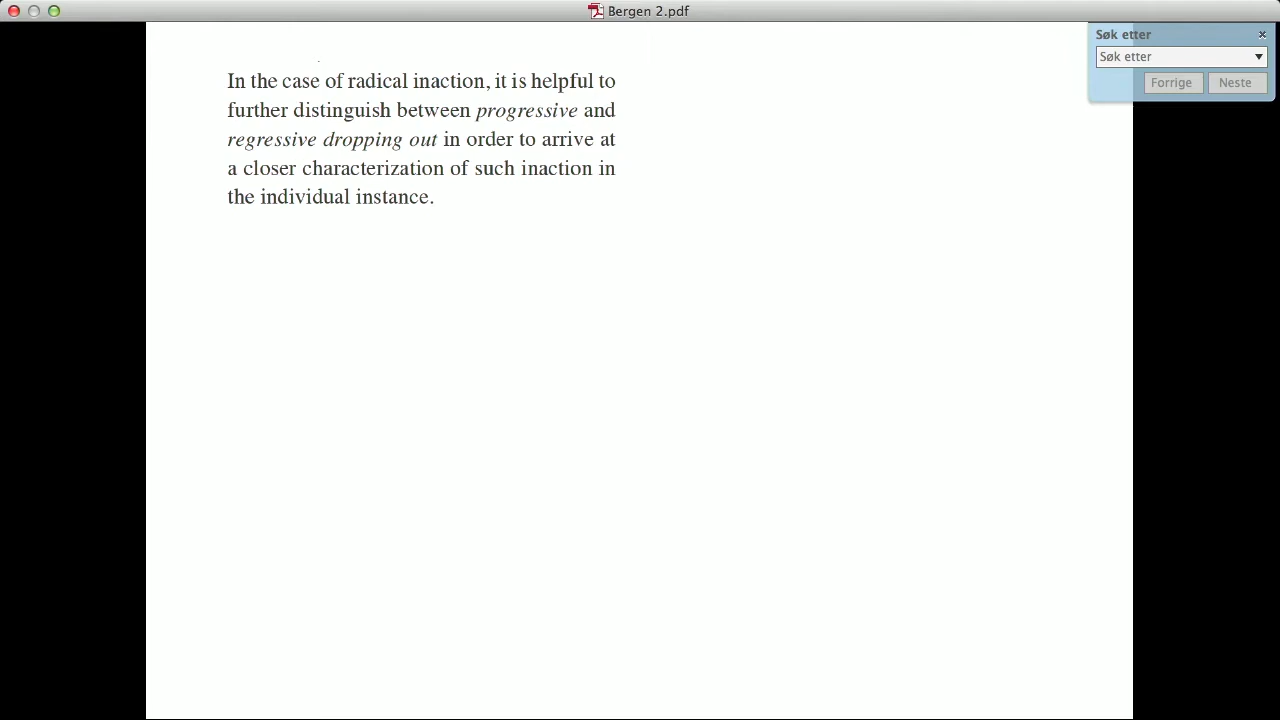 Bergen 2.pdf
Søk etter
Søk etter
Forrige Neste
In the case of radical inaction, it is helpful to
further distinguish between progressive and
regressive dropping out in order to arrive at
a closer characterization of such inaction in
the individual instance.